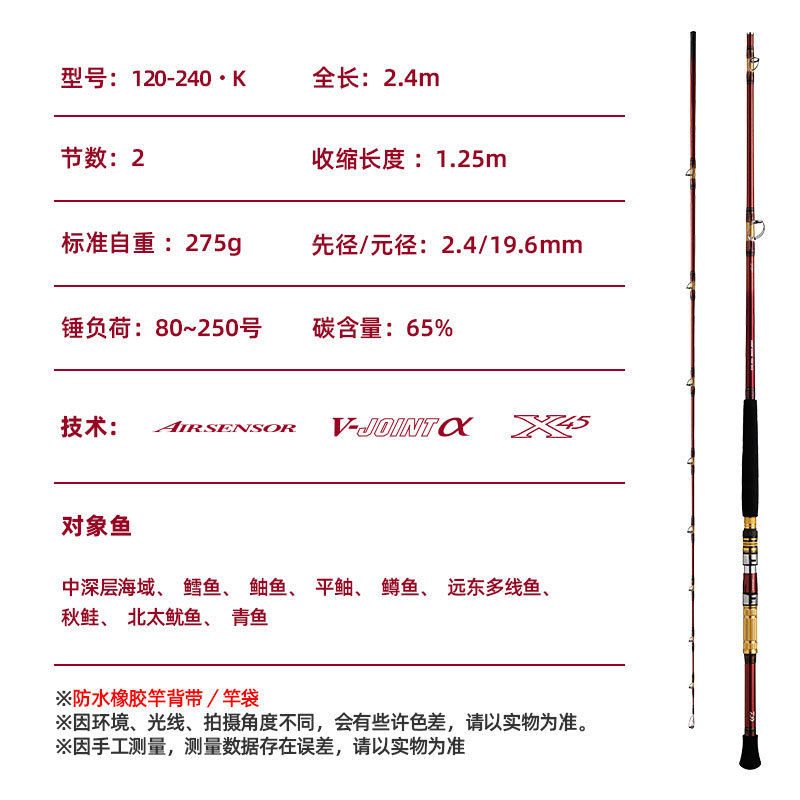 型号：120-240・K 全长：2.4m
节数：2 收缩长度 ：1.25m
标准自重 ：275g 先径/元径：2.4/19.6mm
锤负荷：80~250号 碳含量：65%
技术： AIRSENSOR V-JOINTα X45
对象鱼
中深层海域、 鳕鱼、 鲉鱼、 平鲉、 鳟鱼、 远东多线鱼、
秋鲑、 北太鱿鱼、 青鱼
※防水橡胶竿背带／竿袋
※因环境、光线、拍摄角度不同，会有些许色差，请以实物为准。
※因手工测量，测量数据存在误差，请以实物为准